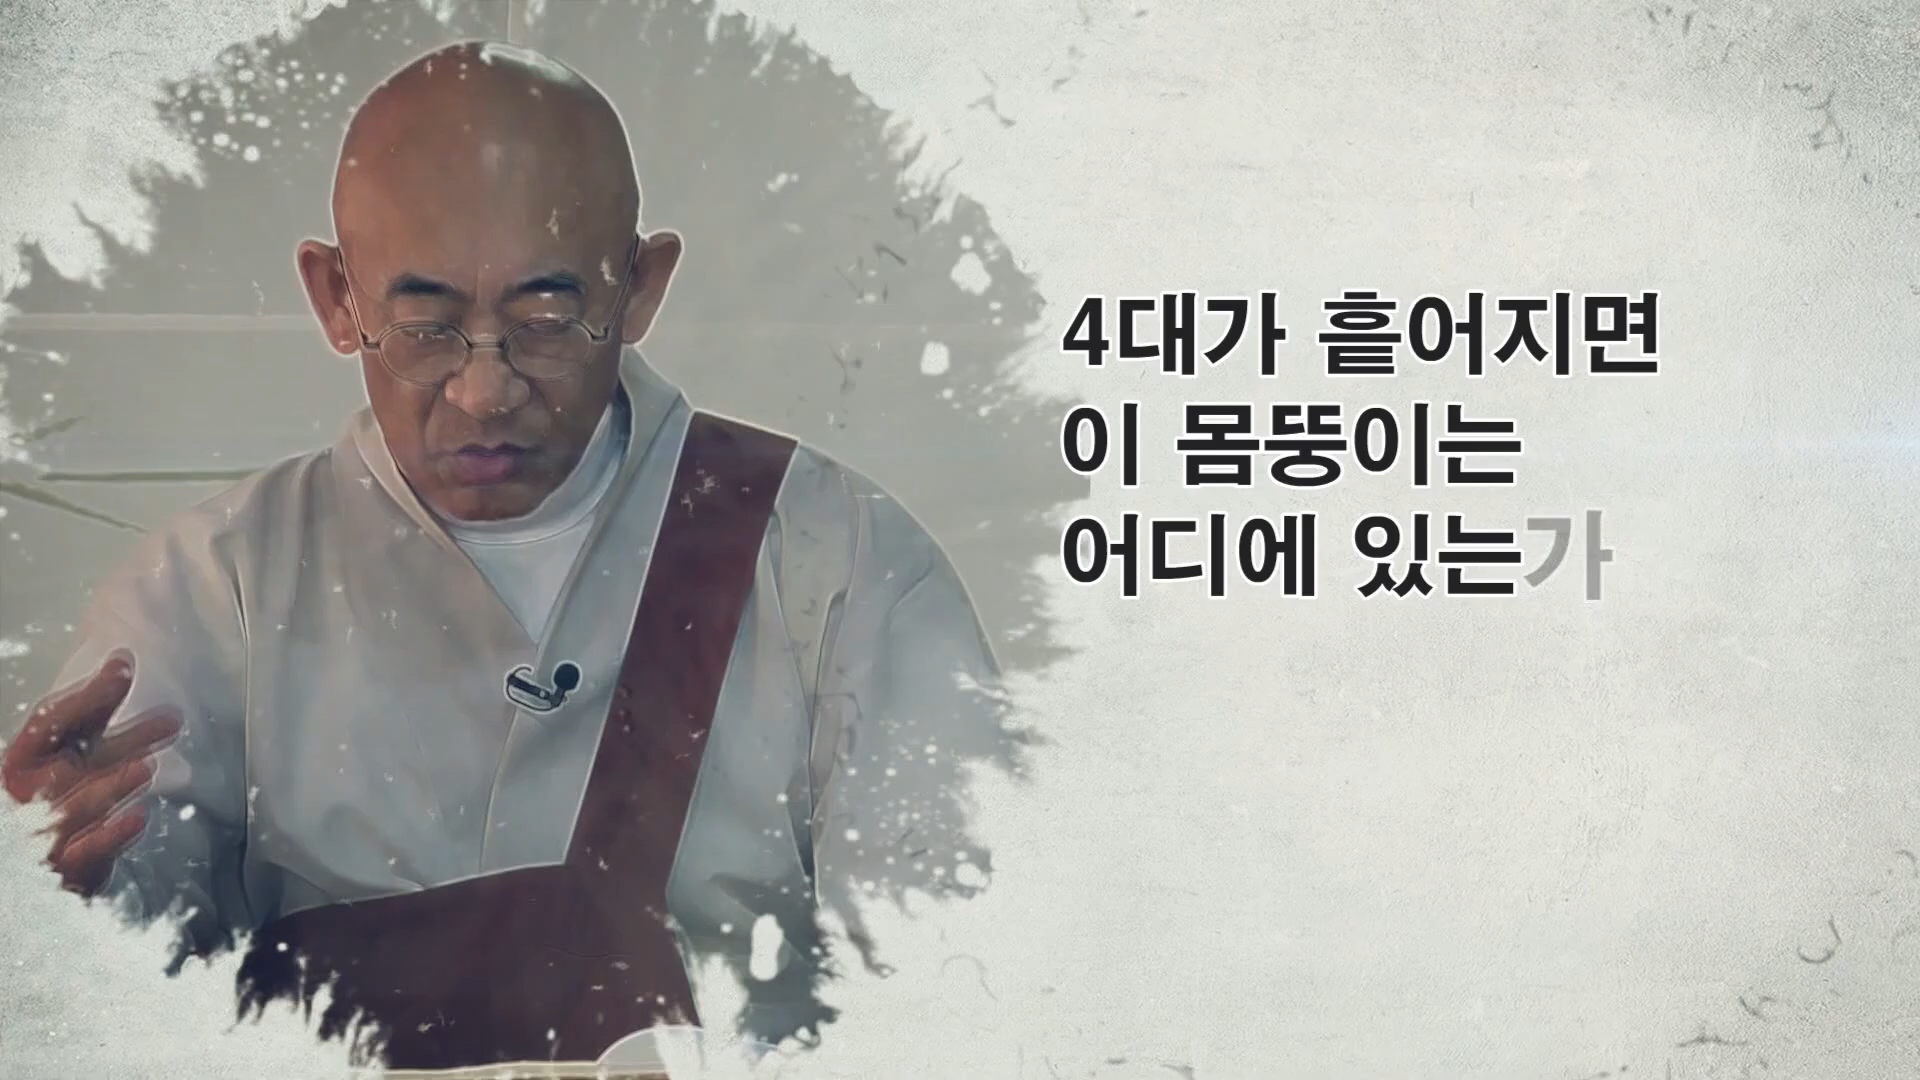 4대가 흩어지면
이 몸뚱이는
어디에 있는가